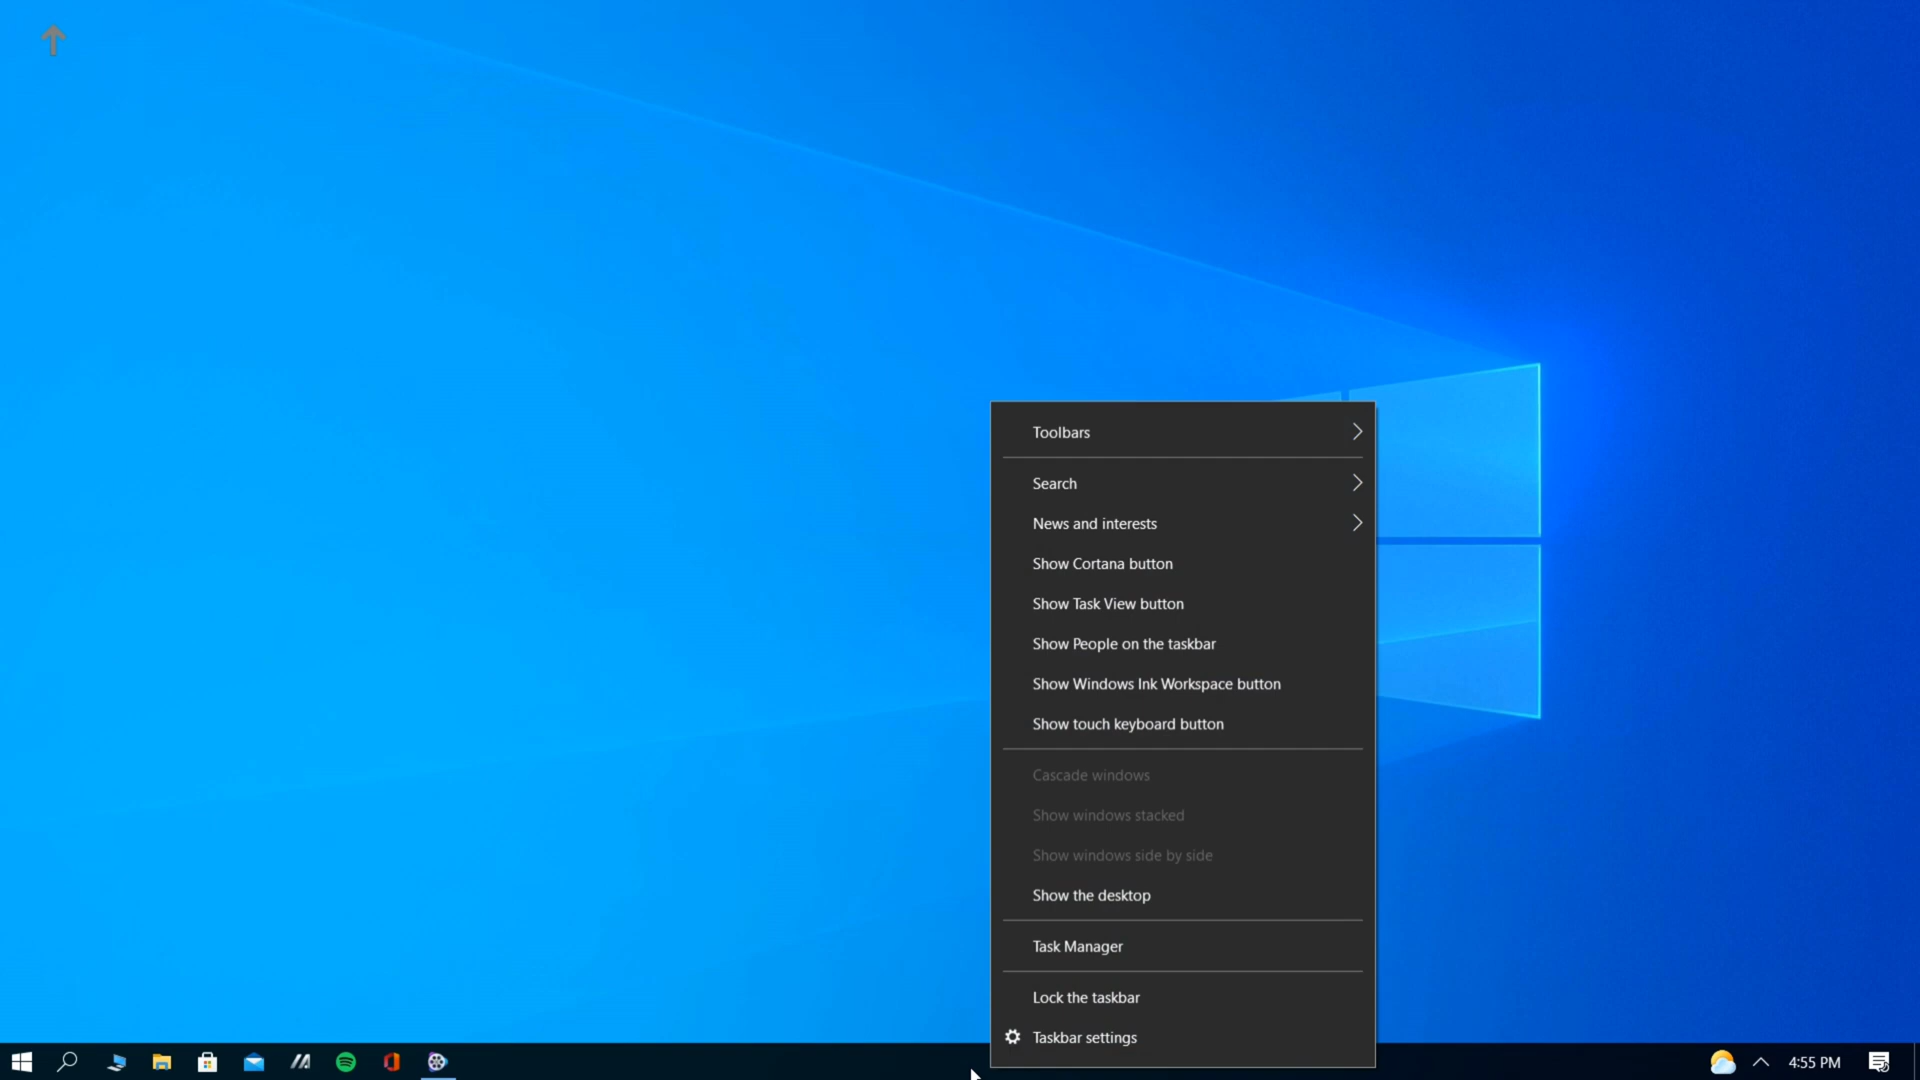 Toolbars
Search
News and interests
Show Cortana button
Show Task View button
Show People on the taskbar
Show Windows Ink Workspace button
Show touch keyboard button
Cascade windows
Show windows stacked
Show windows side by side
Show the desktop
Task Manager
Lock the taskbar
Taskbar settings
4:55 PM